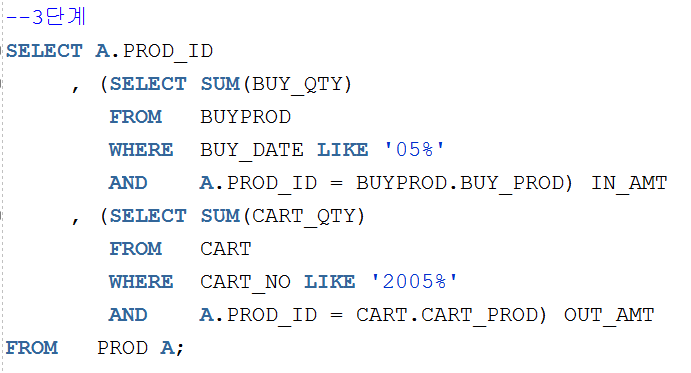 --3단계
SELECT A.PROD_ID
     , (SELECT SUM(BUY_QTY)
        FROM   BUYPROD
        WHERE  BUY_DATE LIKE '05%'
        AND    A.PROD_ID = BUYPROD.BUY_PROD) IN_AMT
     , (SELECT SUM(CART_QTY)
        FROM   CART
        WHERE  CART_NO LIKE '2005%'
        AND    A.PROD_ID = CART.CART_PROD) OUT_AMT
FROM   PROD A;